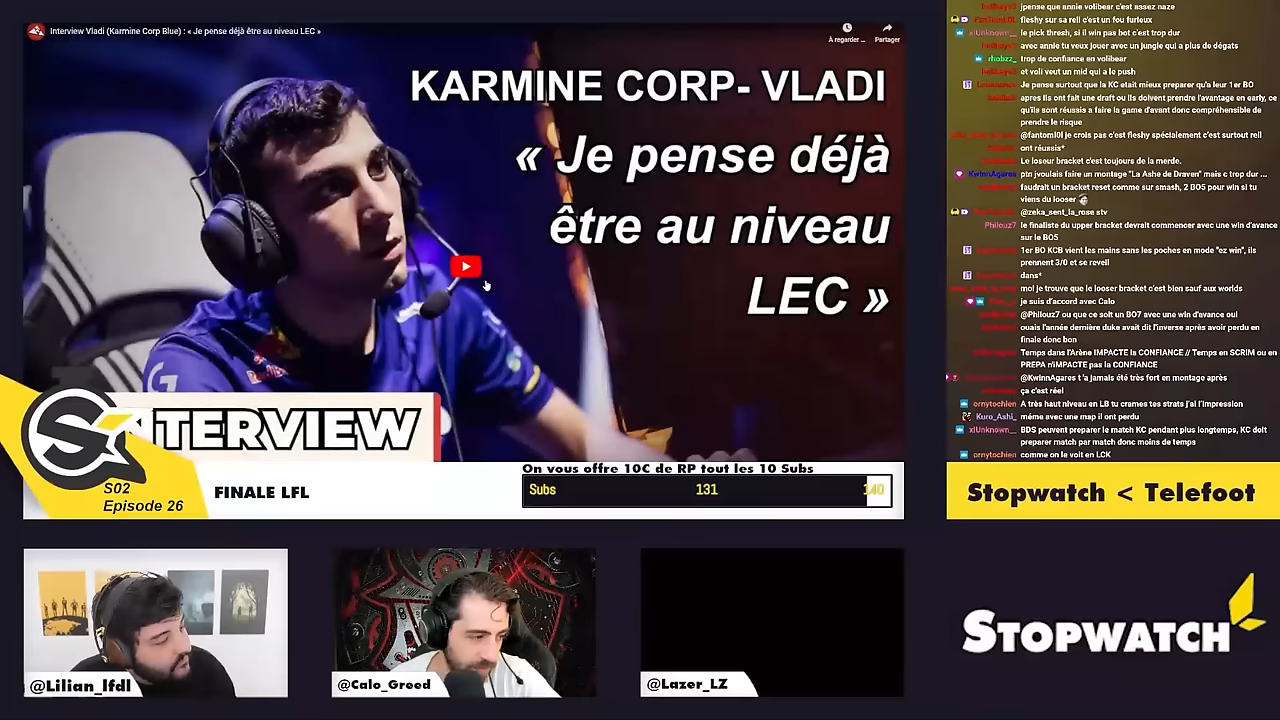 Interview Vladi (Karmine Corp Blue) : « Je pense déjà être au niveau LEC »
À regarder ...
Partager
KARMINE CORP- VLADI
« Je pense déjà
être au niveau
LEC »
INTERVIEW
S02
Episode 26
FINALE LFL
On vous offre 10€ de RP tout les 10 Subs
Subs
131
140
jpense que annie volibear c'est assez naze
fleshy sur sa rell c'est un fou furieux
xlUnknown__ le pick thresh, si il win pas bot c'est trop dur
avec annie tu veux jouer avec un jungle qui a plus de dégats
rhobzz_ trop de confiance en volibear
et voli veut un mid qui a le push
Je pense surtout que la KC etait mieux preparer qu'a leur 1er BO
apres ils ont fait une draft ou ils doivent prendre l'avantage en early, ce
qu'ils sont réussis a faire la game d'avant donc compréhensible de
prendre le risque
@fantoml0l je crois pas c'est fleshy spécialement c'est surtout rell
ont réussis*
Le loseur bracket c'est toujours de la merde.
KwinnAgares ptn jvoulais faire un montage "La Ashe de Draven" mais c trop dur ...
faudrait un bracket reset comme sur smash, 2 BO5 pour win si tu
viens du looser
@zeka_sent_la_rose stv
Philouz7 le finaliste du upper bracket devrait commencer avec une win d'avance
sur le BO5
1er BO KCB vient les mains sans les poches en mode "ez win", ils
prennent 3/0 et se reveil
dans*
moi je trouve que le looser bracket c'est bien sauf aux worlds
je suis d'accord avec Calo
@Philouz7 ou que ce soit un BO7 avec une win d'avance oui
ouais l'année dernière duke avait dit l'inverse après avoir perdu en
finale donc bon
Temps dans l'Arène IMPACTE la CONFIANCE // Temps en SCRIM ou en
PREPA n'IMPACTE pas la CONFIANCE
@KwinnAgares t'a jamais été très fort en montage après
ça c'est réel
ornytochien A très haut niveau en LB tu crames tes strats j'ai l'impression
Kuro_Ashi_ méme avec une map il ont perdu
xlUnknown__ BDS peuvent preparer le match KC pendant plus longtemps, KC doit
preparer match par match donc moins de temps
ornytochien comme on le voit en LCK
Stopwatch < Telefoot
@Lilian_lfdl
@Calo_Greed
@Lazer_LZ
STOPWATCH